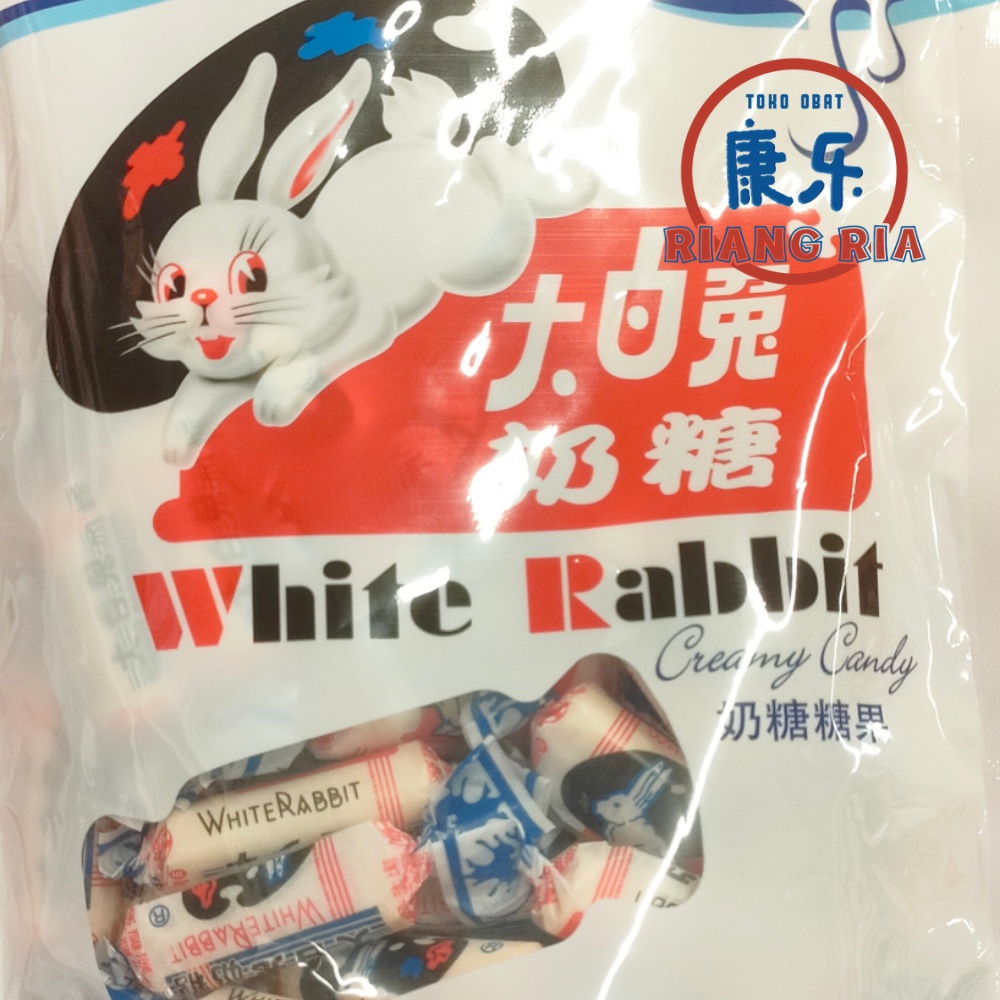 TOKO OBAT
康乐
RIANG RIA
大白兔
奶糖
White Rabbit
Creamy Candy
奶糖糖果
WHITERABBIT
WHITERABBIT
®